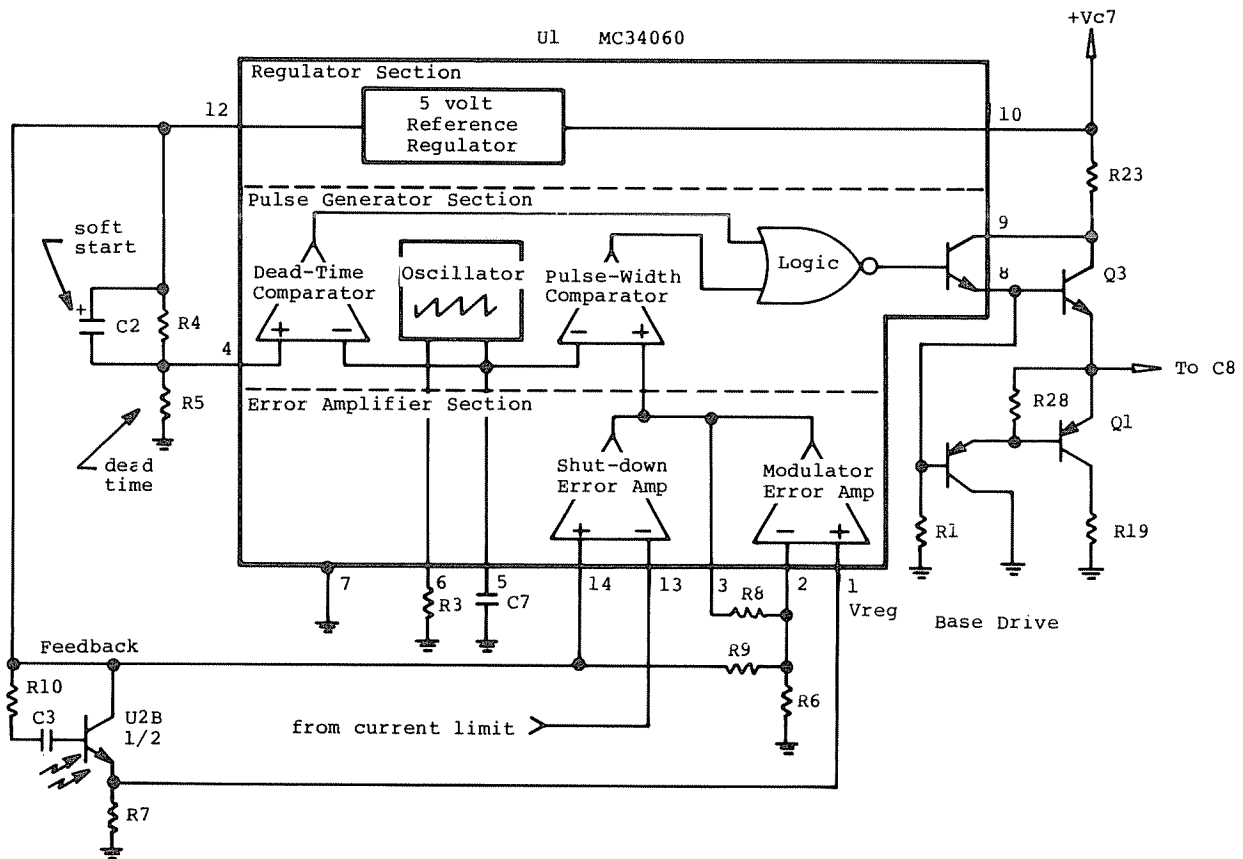 U1 MC34060
+Vc7
Regulator Section
5 volt
Reference
Regulator
12
10
R23
Pulse Generator Section
soft
start
9
Dead-Time
Comparator
Oscillator
Pulse-Width
Comparator
Logic
8
Q3
+
C2
R4
+
-
-
+
4
To C8
R5
Error Amplifier Section
R28
Q1
dead
time
Shut-down
Error Amp
Modulator
Error Amp
+
-
-
+
R1
R19
7
6
5
14
13
3
2
1
R3
C7
R8
Vreg
Base Drive
Feedback
R9
R10
C3
U2B
1/2
R6
from current limit
R7